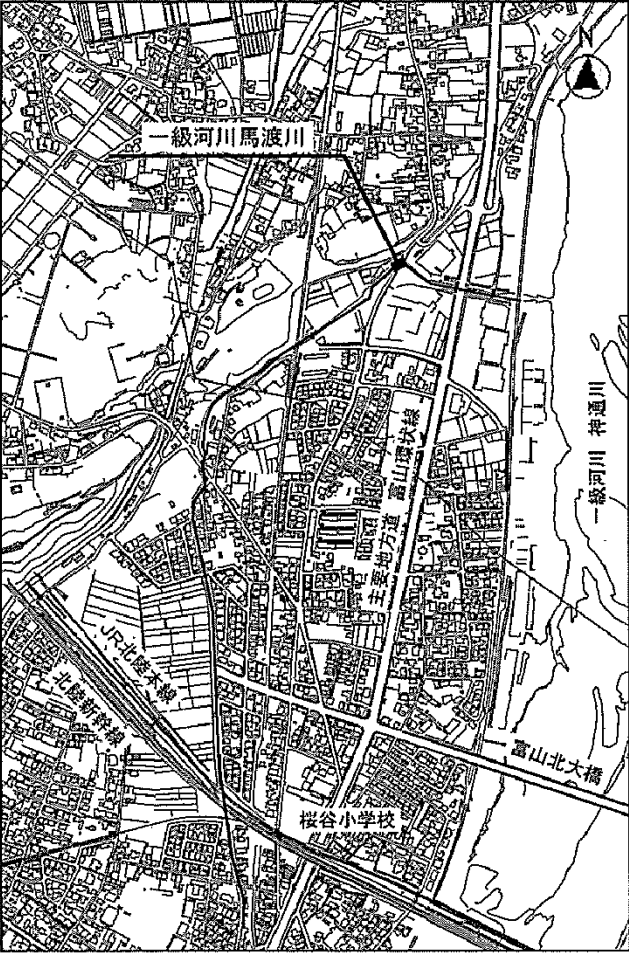 N
一級河川馬渡川
一級河川 神通川
主要地方道 富山環状線
JR北陸本線
北陸新幹線
富山北大橋
桜谷小学校